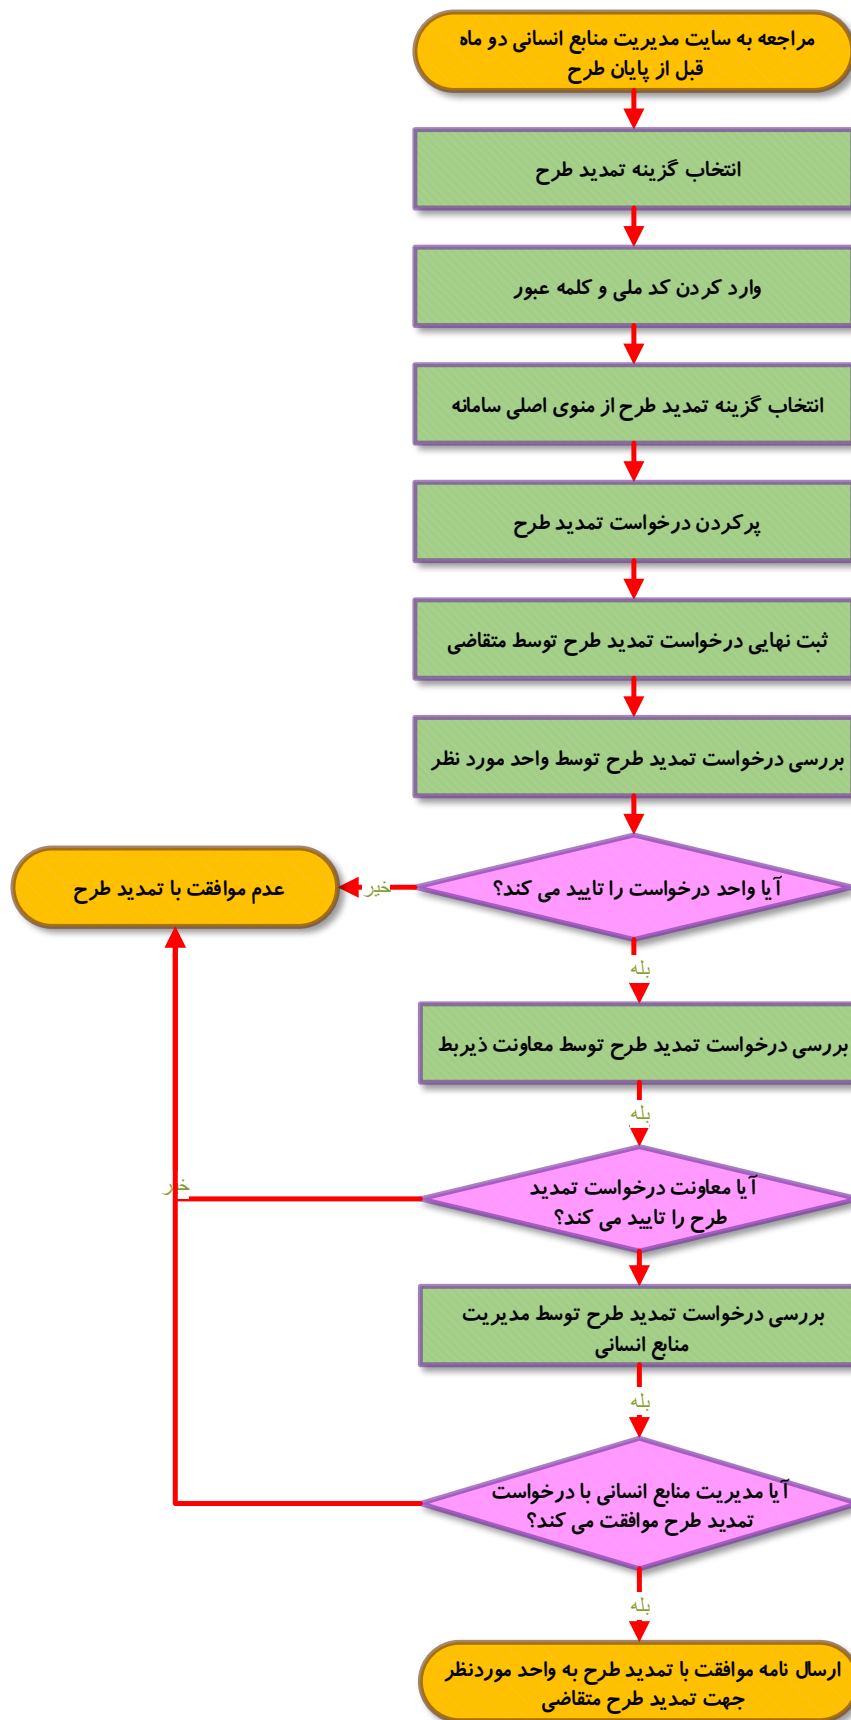 مراجعه به سایت مدیریت منابع انسانی دو ماه
قبل از پایان طرح
انتخاب گزینه تمدید طرح
وارد کردن کد ملی و کلمه عبور
انتخاب گزینه تمدید طرح از منوی اصلی سامانه
پرکردن درخواست تمدید طرح
ثبت نهایی درخواست تمدید طرح توسط متقاضی
بررسی درخواست تمدید طرح توسط واحد مورد نظر
آیا واحد درخواست را تایید می کند؟
خیر
عدم موافقت با تمدید طرح
بله
بررسی درخواست تمدید طرح توسط معاونت ذیربط
بله
آیا معاونت درخواست تمدید
طرح را تایید می کند؟
خیر
بررسی درخواست تمدید طرح توسط مدیریت
منابع انسانی
بله
آیا مدیریت منابع انسانی با درخواست
تمدید طرح موافقت می کند؟
بله
ارسال نامه موافقت با تمدید طرح به واحد موردنظر
جهت تمدید طرح متقاضی